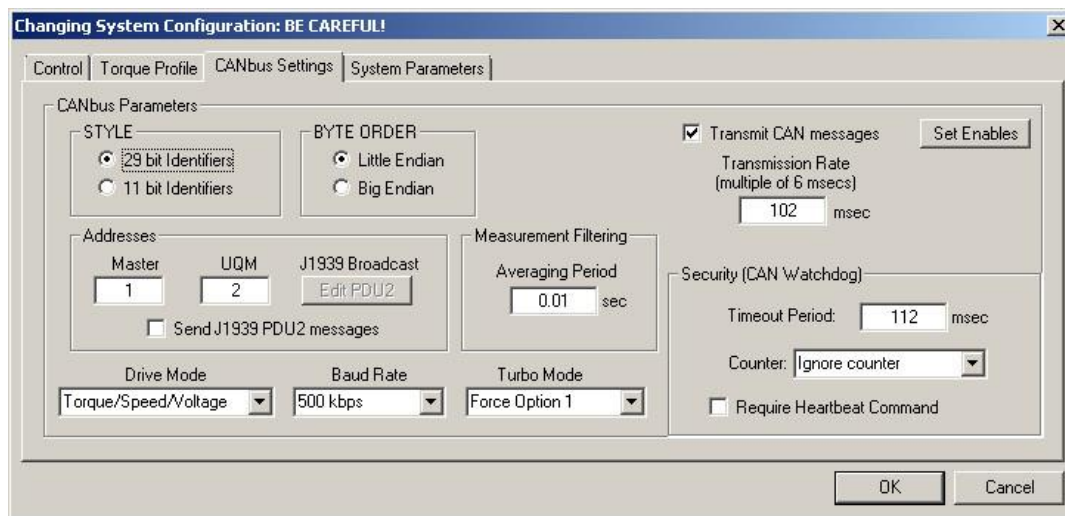 Changing System Configuration: BE CAREFUL!
Control
Torque Profile
CANbus Settings
System Parameters
CANbus Parameters
STYLE
29 bit Identifiers
11 bit Identifiers
BYTE ORDER
Little Endian
Big Endian
Transmit CAN messages
Set Enables
Transmission Rate
(multiple of 6 msecs)
102 msec
Addresses
Master
1
UQM
2
J1939 Broadcast
Edit PDU2
Send J1939 PDU2 messages
Measurement Filtering
Averaging Period
0.01 sec
Security (CAN Watchdog)
Timeout Period: 112 msec
Counter: Ignore counter
Require Heartbeat Command
Drive Mode
Torque/Speed/Voltage
Baud Rate
500 kbps
Turbo Mode
Force Option 1
OK
Cancel